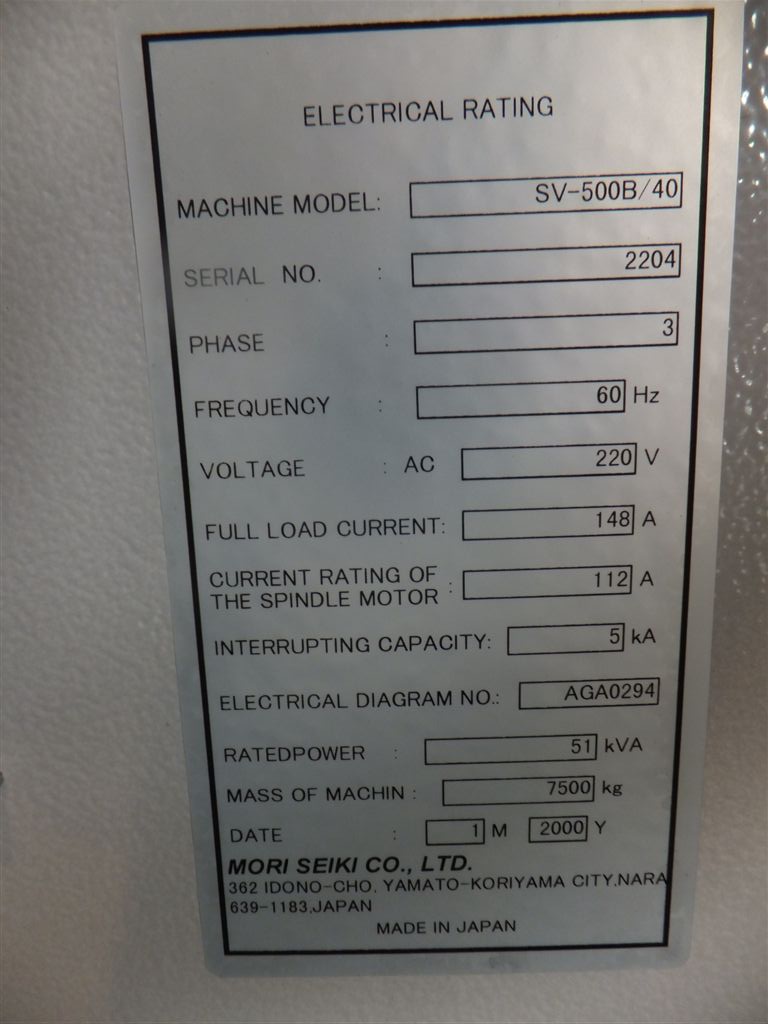 ELECTRICAL RATING
MACHINE MODEL: SV-500B/40
SERIAL NO. : 2204
PHASE : 3
FREQUENCY : 60 Hz
VOLTAGE : AC 220 V
FULL LOAD CURRENT: 148 A
CURRENT RATING OF
THE SPINDLE MOTOR : 112 A
INTERRUPTING CAPACITY: 5 kA
ELECTRICAL DIAGRAM NO.: AGA0294
RATEDPOWER : 51 kVA
MASS OF MACHIN : 7500 kg
DATE : 1 M 2000 Y
MORI SEIKI CO., LTD.
362 IDONO-CHO, YAMATO-KORIYAMA CITY,NARA
639-1183,JAPAN
MADE IN JAPAN